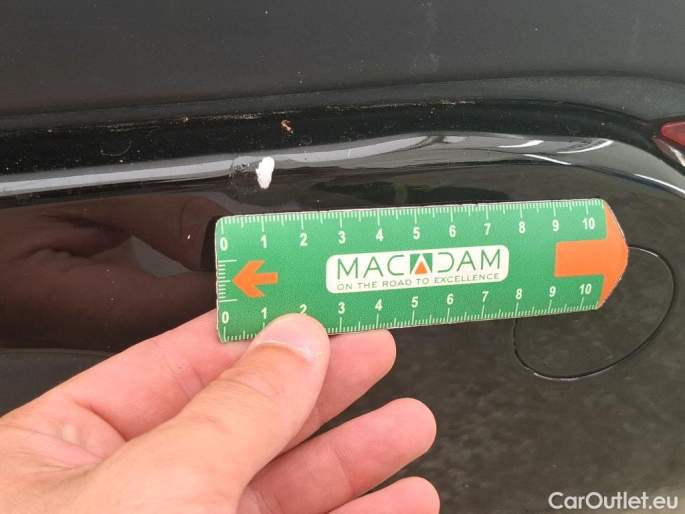 0 1 2 3 4 5 6 7 8 9 10
MACADAM
ON THE ROAD TO EXCELLENCE
0 1 2 3 4 5 6 7 8 9 10
CarOutlet.eu